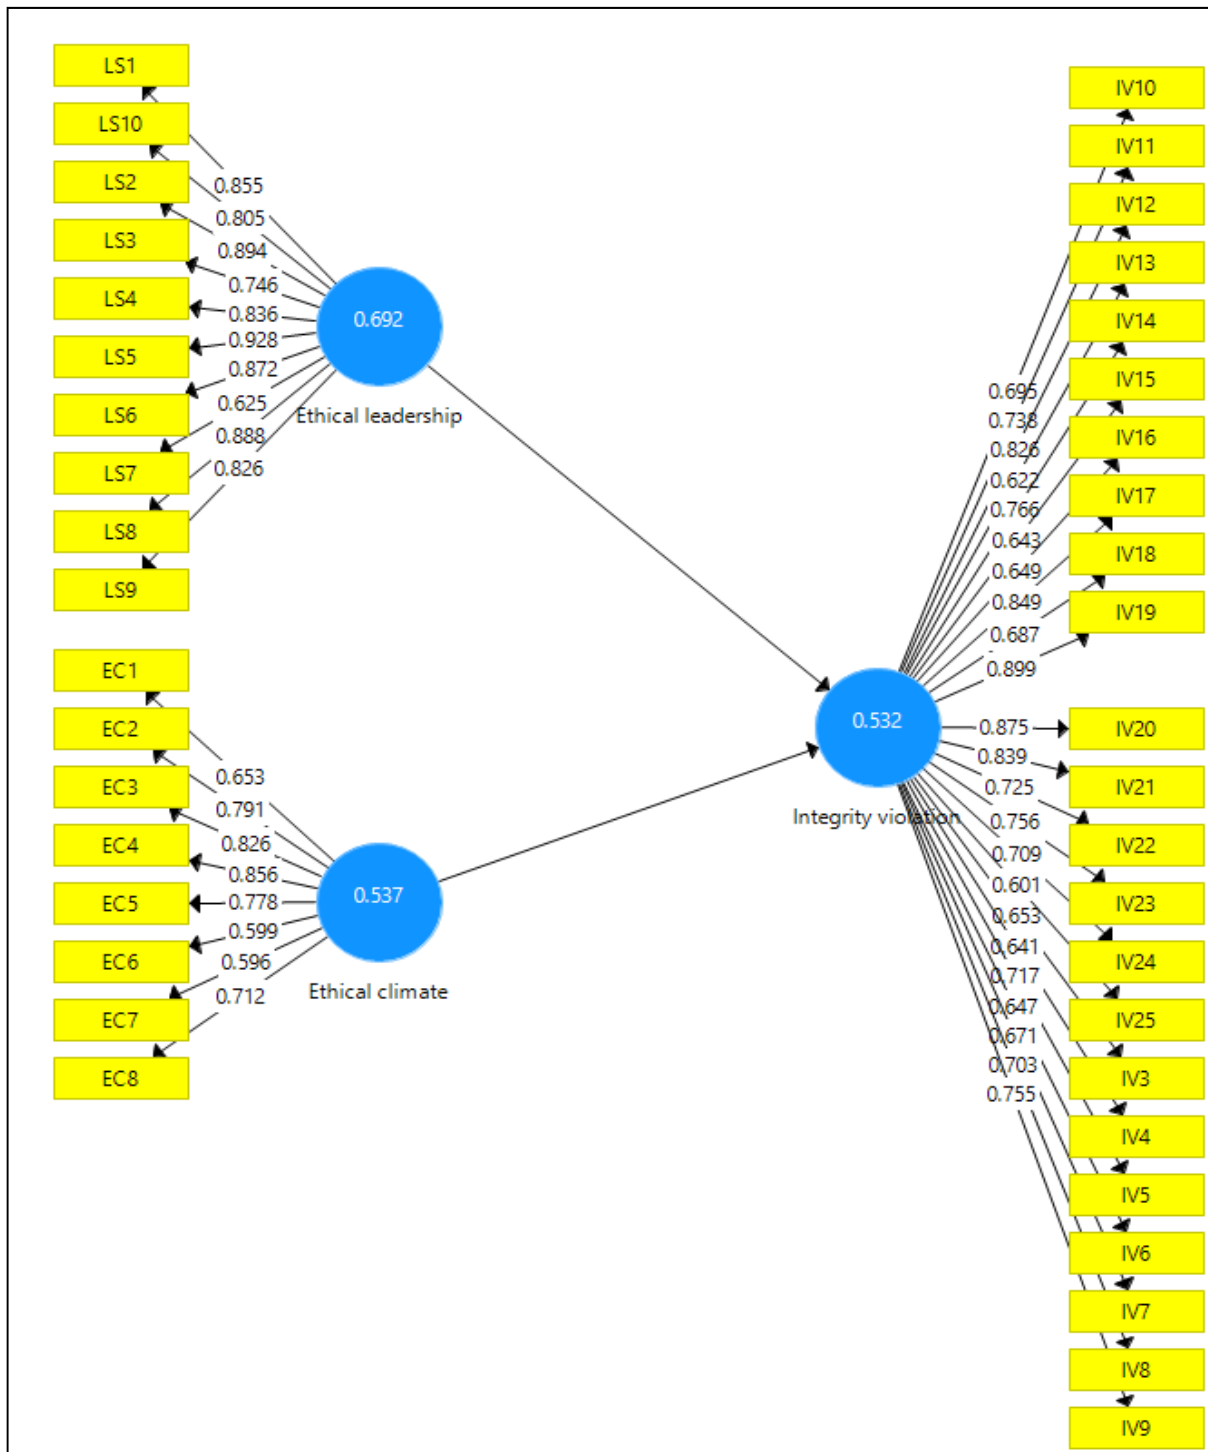 LS1
LS10
LS2
LS3
LS4
LS5
LS6
LS7
LS8
LS9
0.855
0.805
0.894
0.746
0.836
0.928
0.872
0.625
0.888
0.826
0.692
Ethical leadership
EC1
EC2
EC3
EC4
EC5
EC6
EC7
EC8
0.653
0.791
0.826
0.856
0.778
0.599
0.596
0.712
0.537
Ethical climate
0.532
Integrity violation
0.695
0.738
0.826
0.622
0.766
0.643
0.649
0.849
0.687
0.899
0.875
0.839
0.725
0.756
0.709
0.601
0.653
0.641
0.717
0.647
0.671
0.703
0.755
IV10
IV11
IV12
IV13
IV14
IV15
IV16
IV17
IV18
IV19
IV20
IV21
IV22
IV23
IV24
IV25
IV3
IV4
IV5
IV6
IV7
IV8
IV9